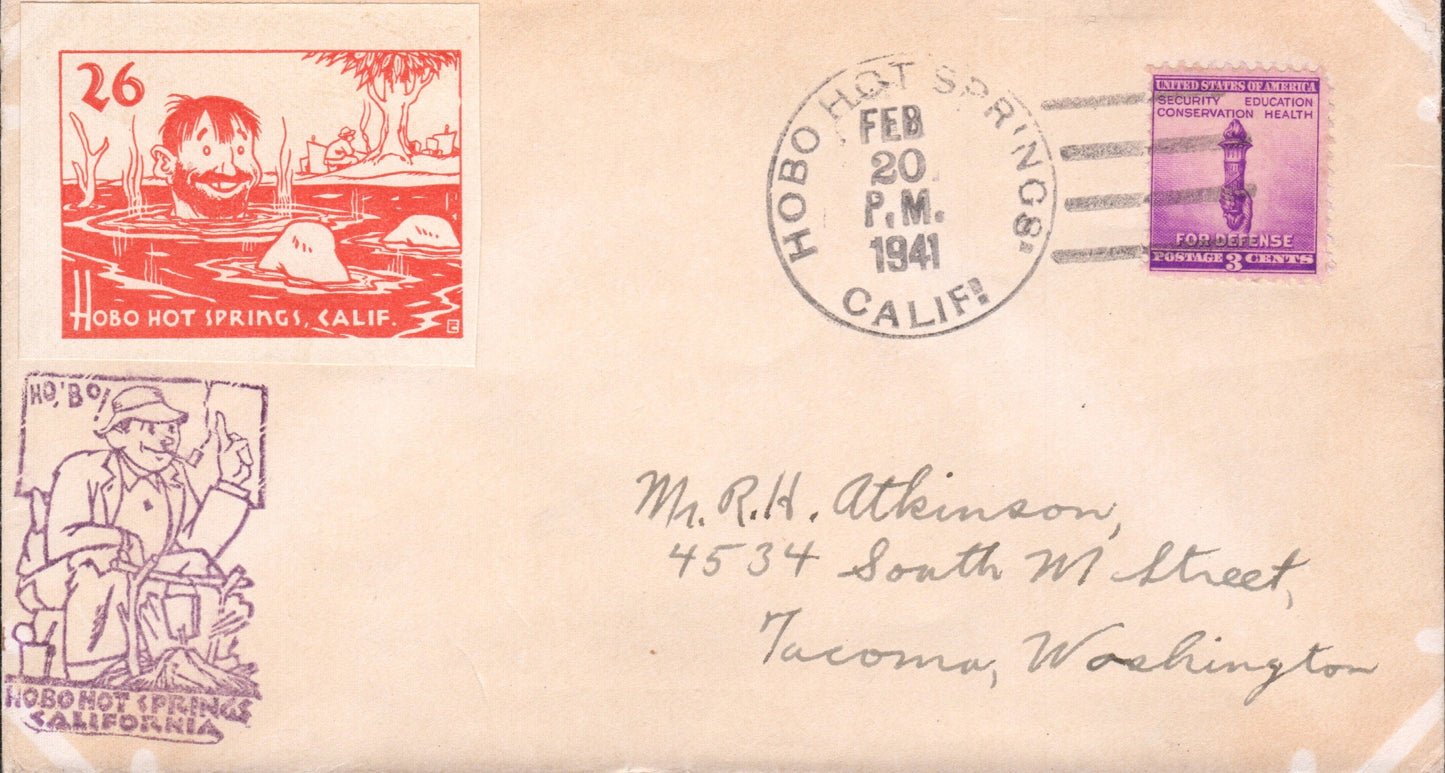 26
HOBO HOT SPRINGS, CALIF.
HO, 'BO!
HOBO HOT SPRINGS
CALIFORNIA
HOBO HOT SPRINGS,
FEB
20
P.M.
1941
CALIF.
UNITED STATES OF AMERICA
SECURITY EDUCATION
CONSERVATION HEALTH
FOR DEFENSE
POSTAGE 3 CENTS
Mr. R.H. Atkinson,
4534 South M Street,
Tacoma, Washington